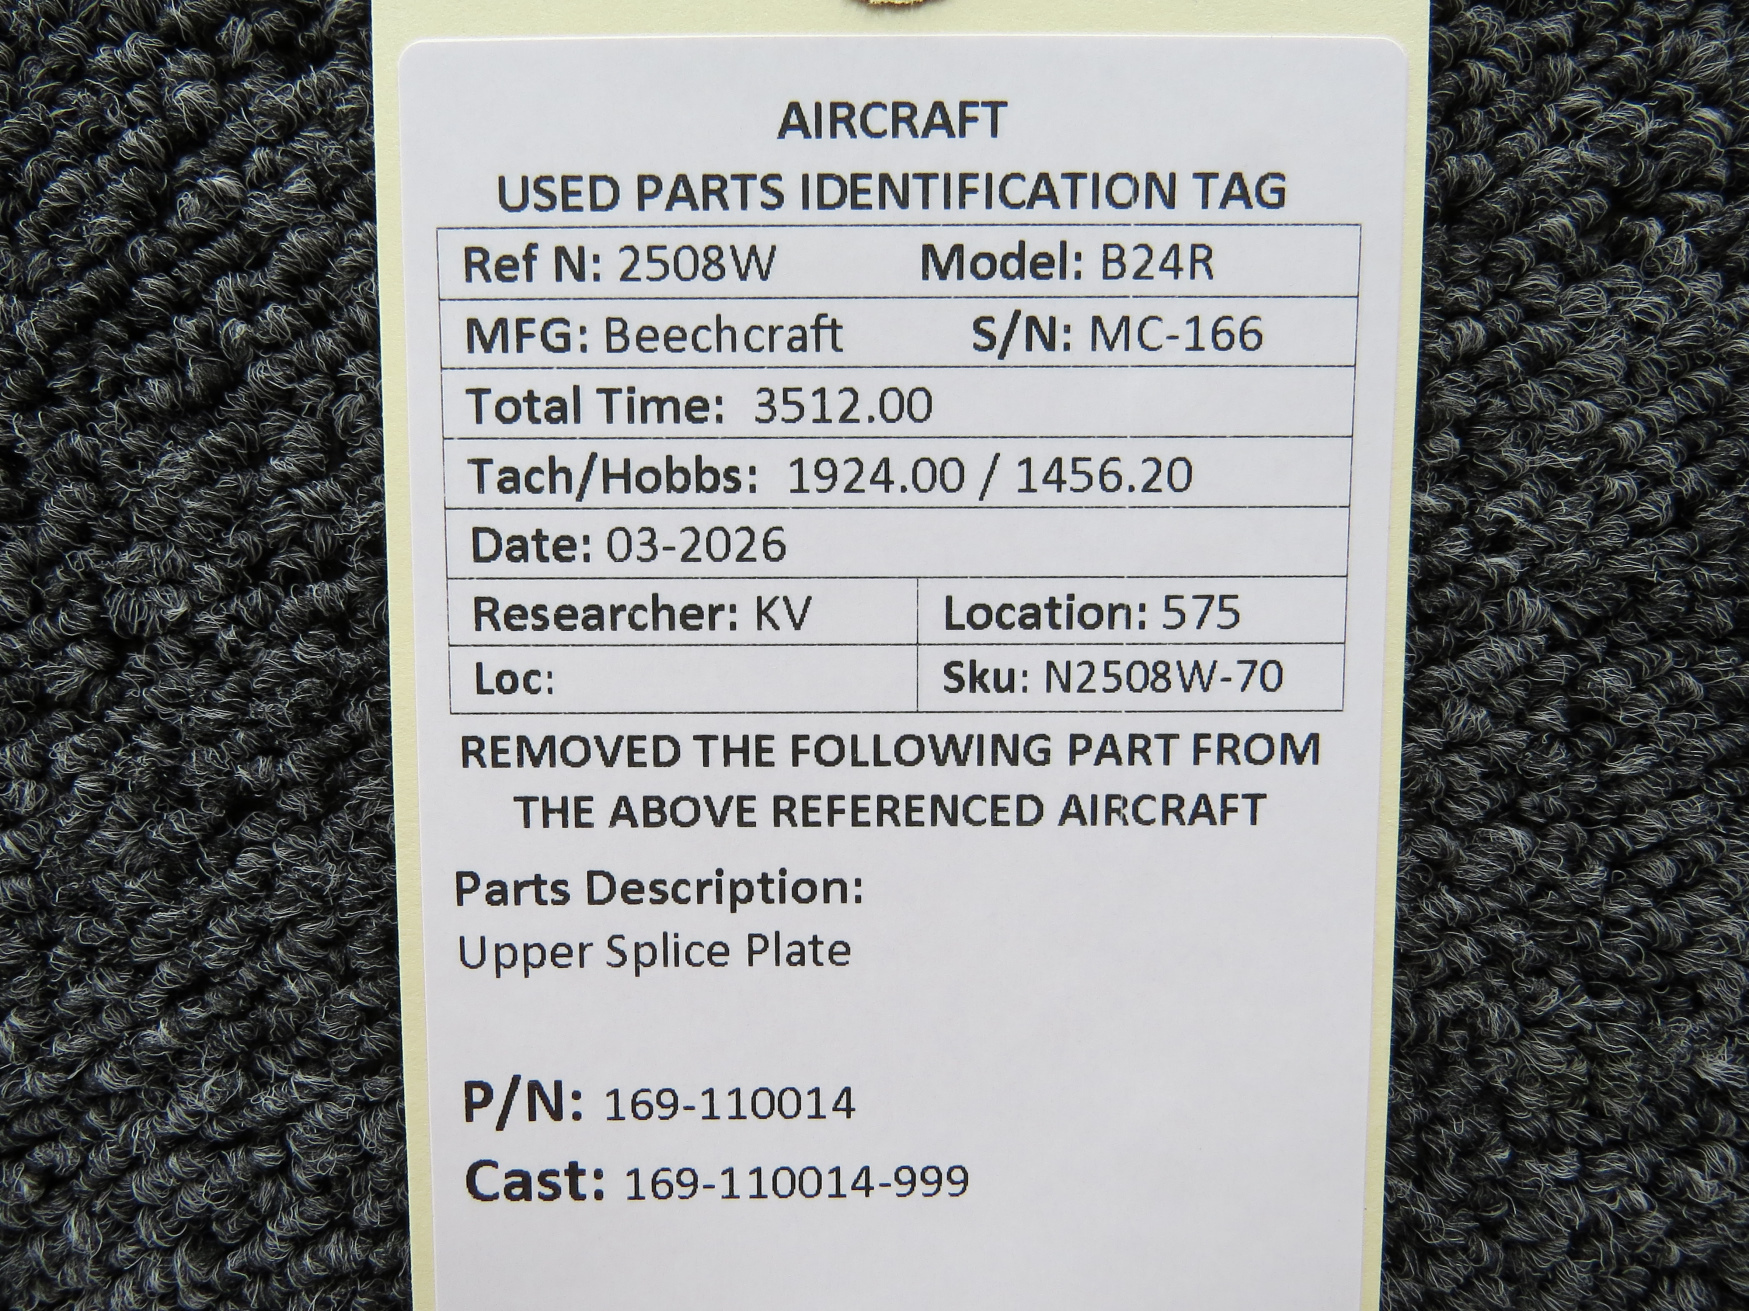 AIRCRAFT
USED PARTS IDENTIFICATION TAG
Ref N: 2508W Model: B24R
MFG: Beechcraft S/N: MC-166
Total Time: 3512.00
Tach/Hobbs: 1924.00 / 1456.20
Date: 03-2026
Researcher: KV Location: 575
Loc: Sku: N2508W-70
REMOVED THE FOLLOWING PART FROM
THE ABOVE REFERENCED AIRCRAFT
Parts Description:
Upper Splice Plate
P/N: 169-110014
Cast: 169-110014-999